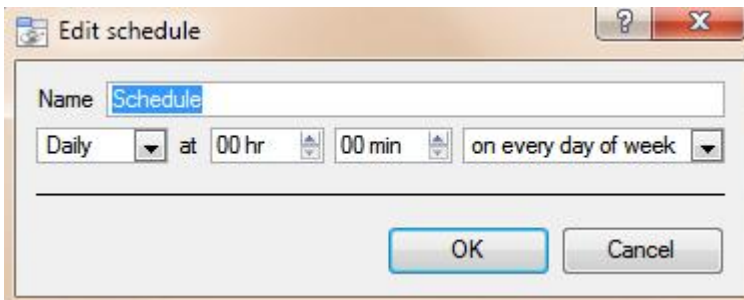 Edit schedule
Name Schedule
Daily at 00 hr 00 min on every day of week
OK Cancel